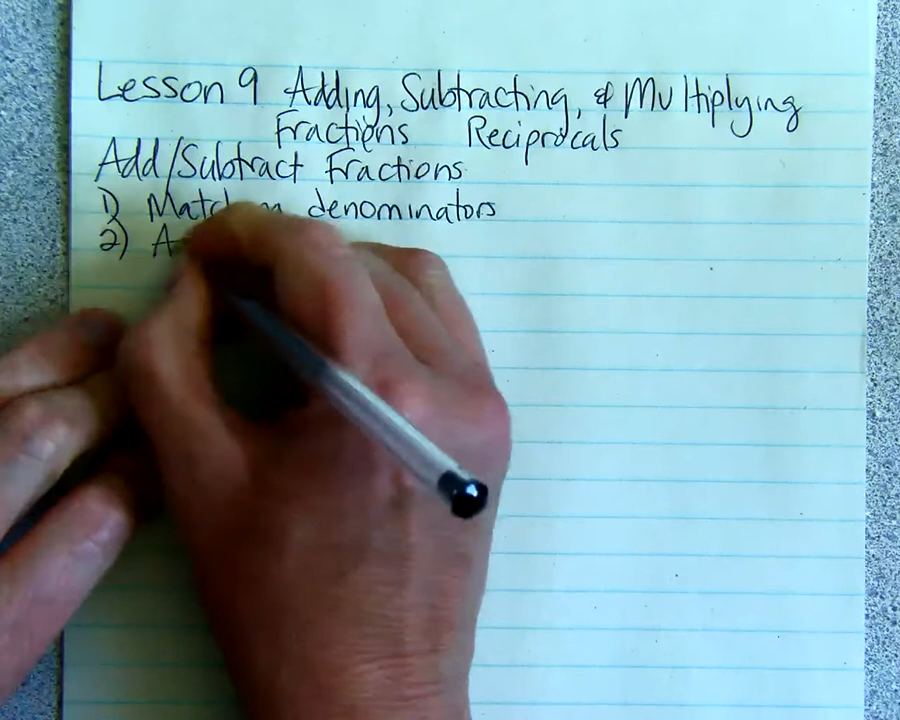 Lesson 9 Adding, Subtracting, & Multiplying
Fractions Reciprocals
Add/Subtract Fractions
1) denominators
2)